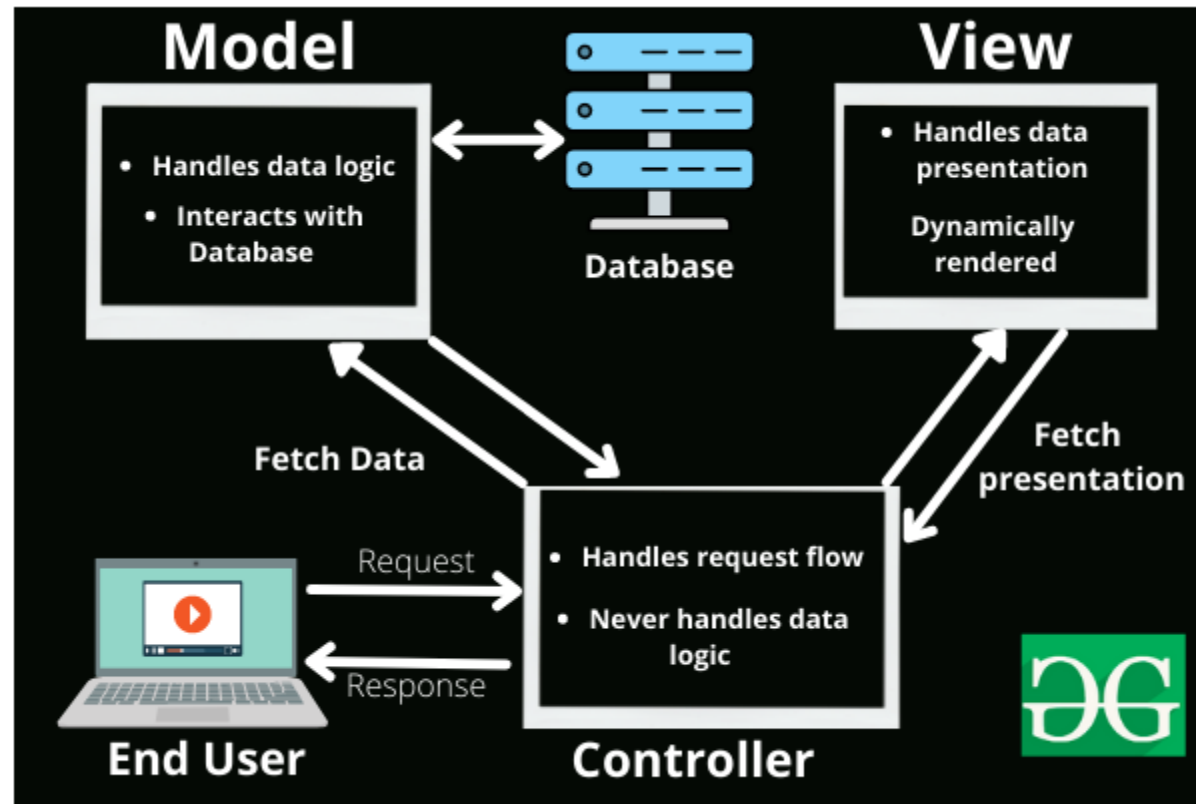 Model
View
• Handles data logic
• Interacts with
Database
Database
• Handles data
presentation
Dynamically
rendered
Fetch Data
Fetch
presentation
Request
Response
• Handles request flow
• Never handles data
logic
End User
Controller